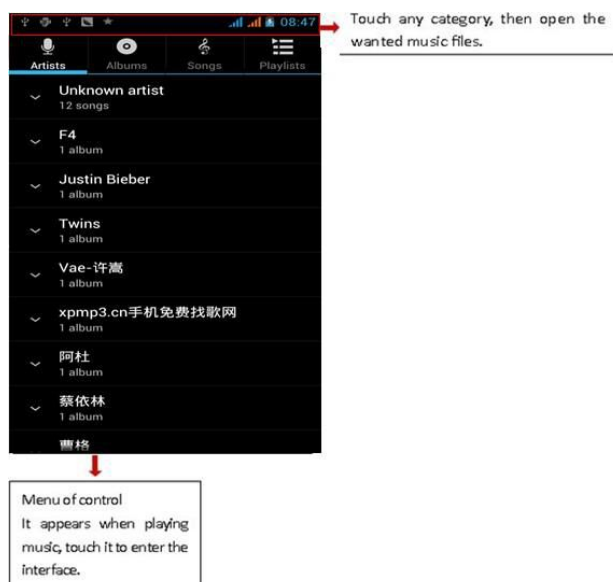 08:47
Touch any category, then open the
wanted music files.
Artists Albums Songs Playlists
Unknown artist
12 songs
F4
1 album
Justin Bieber
1 album
Twins
1 album
Vae-许嵩
1 album
xpmp3.cn手机免费找歌网
1 album
阿杜
1 album
蔡依林
1 album
曹格
Menu of control
It appears when playing
music, touch it to enter the
interface.